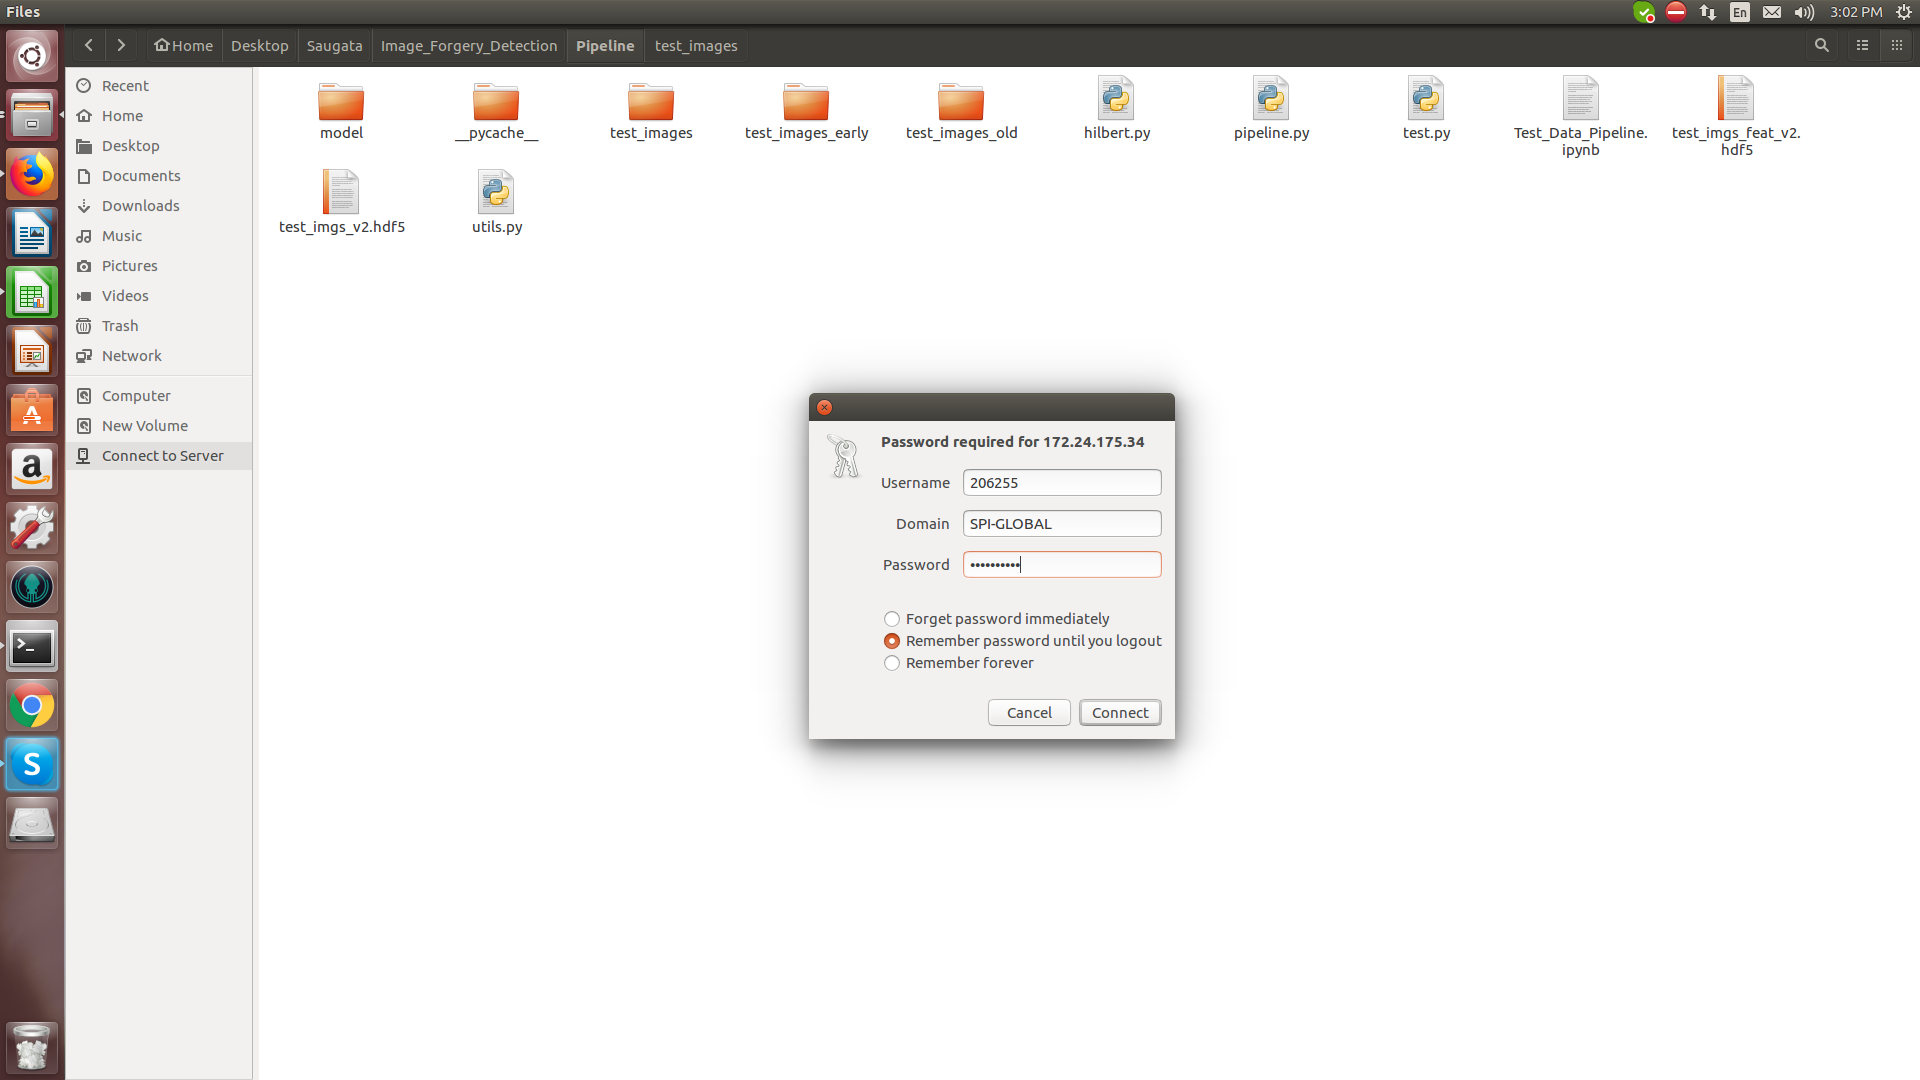 Files
En
3:02 PM
Home Desktop Saugata Image_Forgery_Detection Pipeline test_images
Recent
Home
Desktop
Documents
Downloads
Music
Pictures
Videos
Trash
Network
Computer
New Volume
Connect to Server
model __pycache__ test_images test_images_early test_images_old hilbert.py pipeline.py test.py Test_Data_Pipeline.ipynb test_imgs_feat_v2.hdf5
test_imgs_v2.hdf5 utils.py
Password required for 172.24.175.34
Username 206255
Domain SPI-GLOBAL
Password ••••••••••
Forget password immediately
Remember password until you logout
Remember forever
Cancel Connect